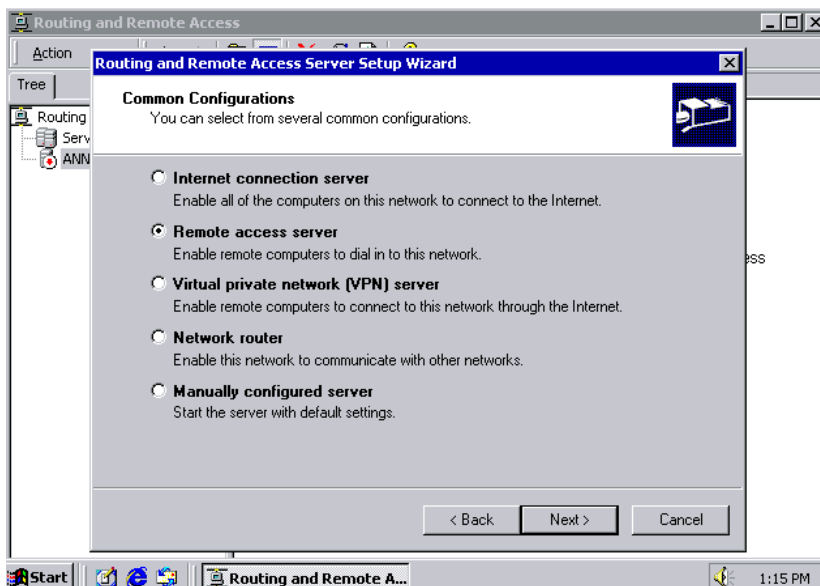 Routing and Remote Access
Action
Routing and Remote Access Server Setup Wizard
Tree
Routing
Serv
ANN
Common Configurations
You can select from several common configurations.
Internet connection server
Enable all of the computers on this network to connect to the Internet.
Remote access server
Enable remote computers to dial in to this network.
ess
Virtual private network (VPN) server
Enable remote computers to connect to this network through the Internet.
Network router
Enable this network to communicate with other networks.
Manually configured server
Start the server with default settings.
< Back
Next >
Cancel
Start
Routing and Remote A...
1:15 PM